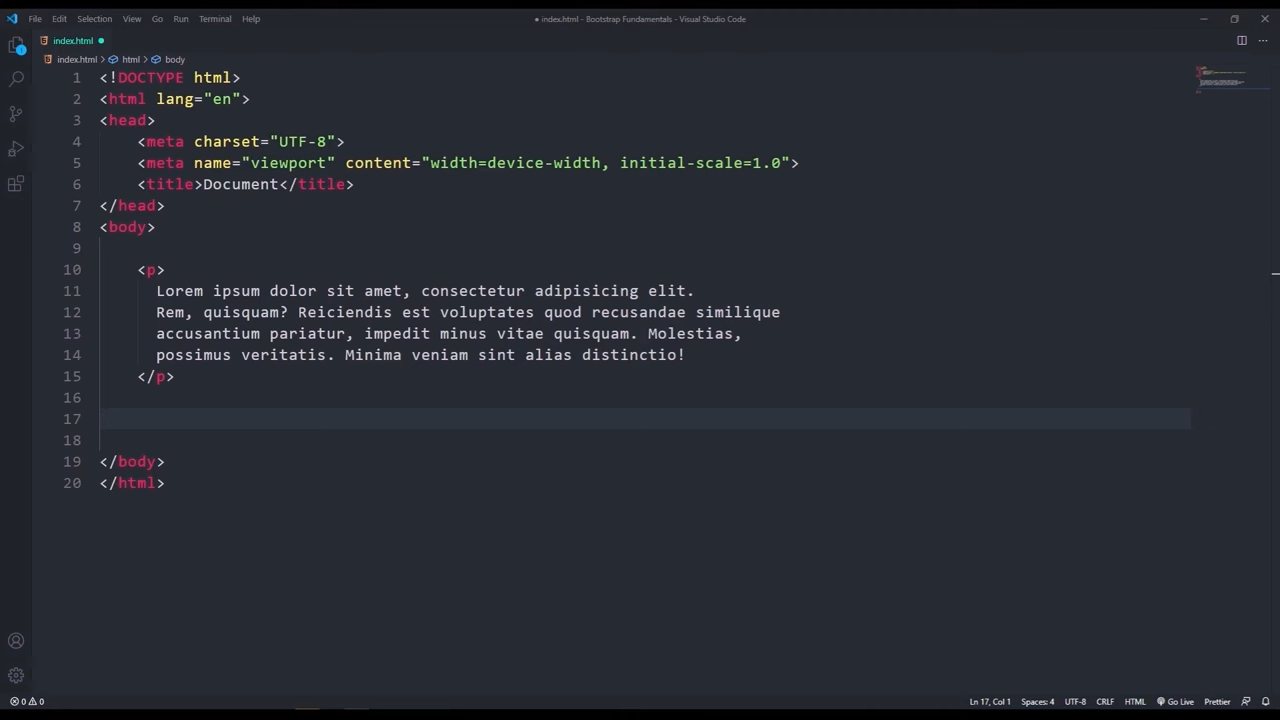 File Edit Selection View Go Run Terminal Help
● index.html - Bootstrap Fundamentals - Visual Studio Code
index.html ●
index.html > html > body
1 <!DOCTYPE html>
2 <html lang="en">
3 <head>
4 <meta charset="UTF-8">
5 <meta name="viewport" content="width=device-width, initial-scale=1.0">
6 <title>Document</title>
7 </head>
8 <body>
9
10 <p>
11 Lorem ipsum dolor sit amet, consectetur adipisicing elit.
12 Rem, quisquam? Reiciendis est voluptates quod recusandae similique
13 accusantium pariatur, impedit minus vitae quisquam. Molestias,
14 possimus veritatis. Minima veniam sint alias distinctio!
15 </p>
16
17
18
19 </body>
20 </html>
0 0 Ln 17, Col 1 Spaces: 4 UTF-8 CRLF HTML Go Live Prettier